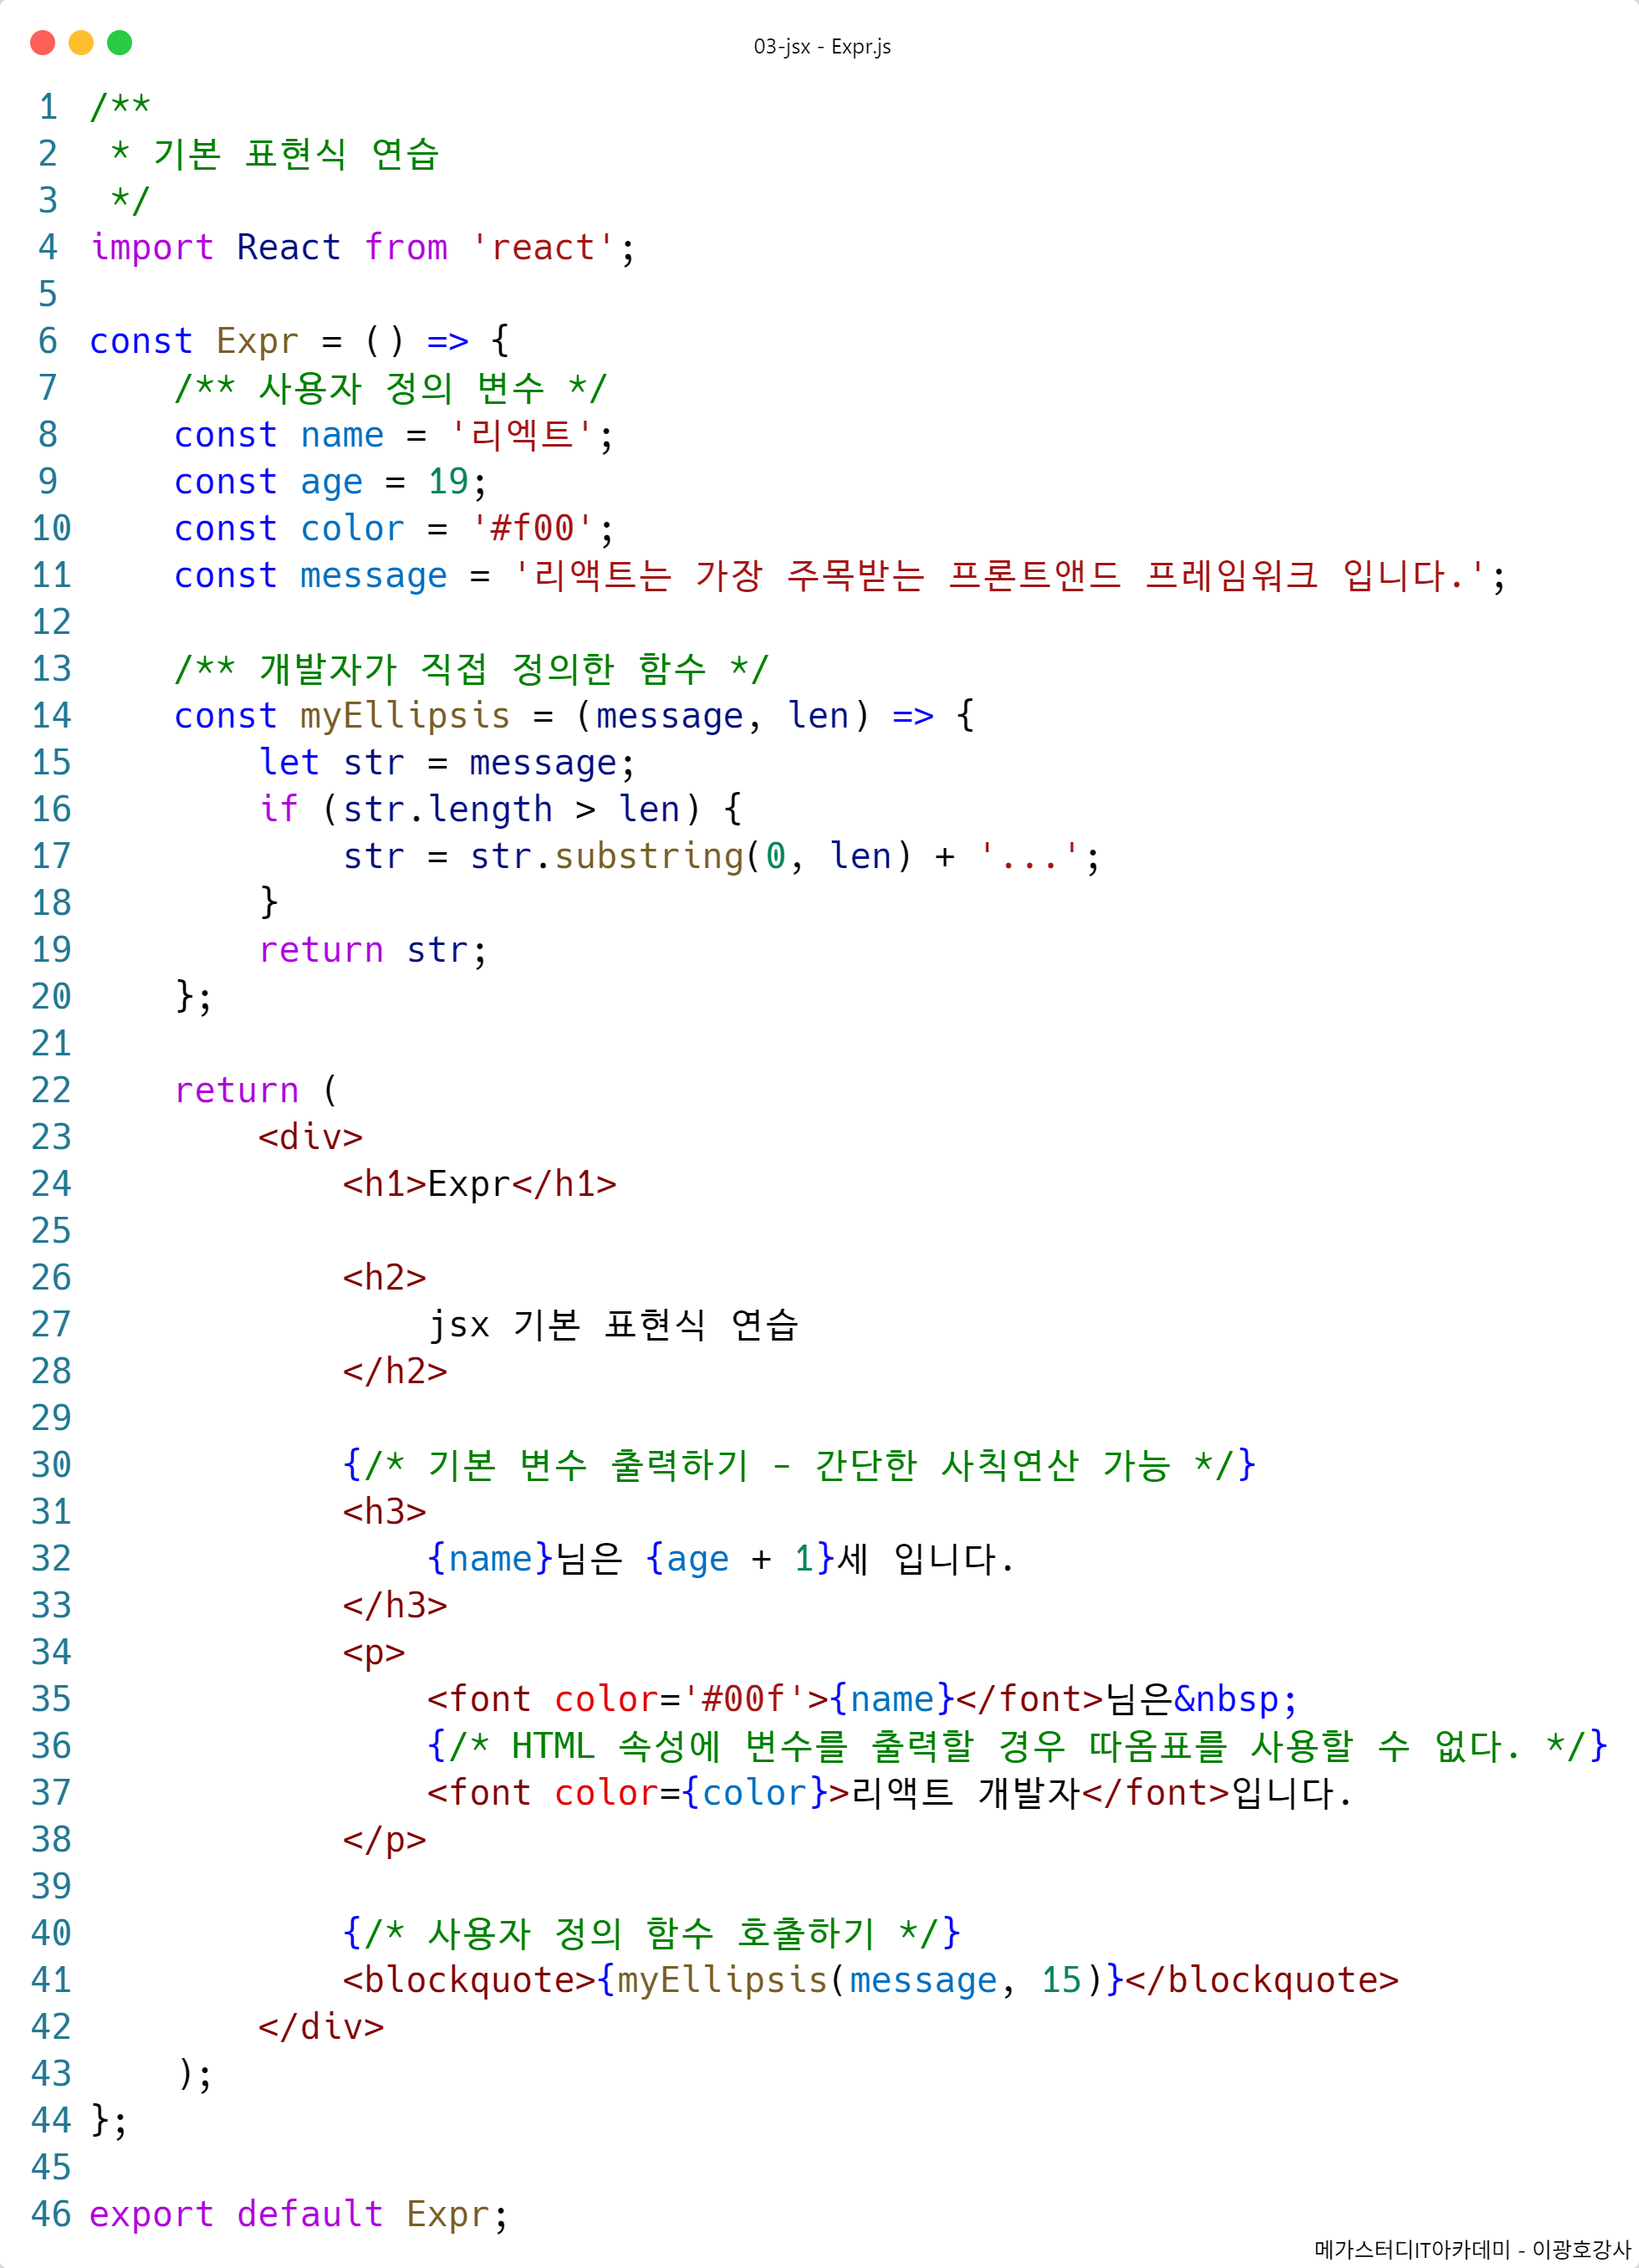 03-jsx - Expr.js
1 /**
2  * 기본 표현식 연습
3  */
4 import React from 'react';
5
6 const Expr = () => {
7     /** 사용자 정의 변수 */
8     const name = '리엑트';
9     const age = 19;
10     const color = '#f00';
11     const message = '리액트는 가장 주목받는 프론트앤드 프레임워크 입니다.';
12
13     /** 개발자가 직접 정의한 함수 */
14     const myEllipsis = (message, len) => {
15         let str = message;
16         if (str.length > len) {
17             str = str.substring(0, len) + '...';
18         }
19         return str;
20     };
21
22     return (
23         <div>
24             <h1>Expr</h1>
25
26             <h2>
27                 jsx 기본 표현식 연습
28             </h2>
29
30             {/* 기본 변수 출력하기 - 간단한 사칙연산 가능 */}
31             <h3>
32                 {name}님은 {age + 1}세 입니다.
33             </h3>
34             <p>
35                 <font color='#00f'>{name}</font>님은&nbsp;
36                 {/* HTML 속성에 변수를 출력할 경우 따옴표를 사용할 수 없다. */}
37                 <font color={color}>리액트 개발자</font>입니다.
38             </p>
39
40             {/* 사용자 정의 함수 호출하기 */}
41             <blockquote>{myEllipsis(message, 15)}</blockquote>
42         </div>
43     );
44 };
45
46 export default Expr;
메가스터디IT아카데미 - 이광호강사